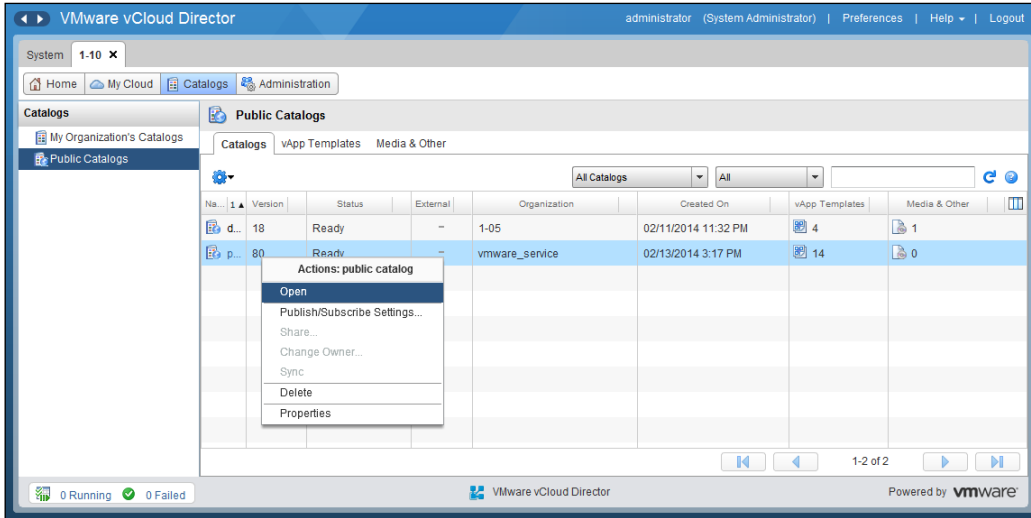 VMware vCloud Director administrator (System Administrator) | Preferences | Help | Logout
System 1-10
Home My Cloud Catalogs Administration
Catalogs
My Organization's Catalogs
Public Catalogs
Public Catalogs
Catalogs vApp Templates Media & Other
All Catalogs All
Na... 1 Version Status External Organization Created On vApp Templates Media & Other
d... 18 Ready - 1-05 02/11/2014 11:32 PM 4 1
p... 80 Ready - vmware_service 02/13/2014 3:17 PM 14 0
Actions: public catalog
Open
Publish/Subscribe Settings...
Share...
Change Owner...
Sync
Delete
Properties
1-2 of 2
0 Running 0 Failed VMware vCloud Director Powered by vmware